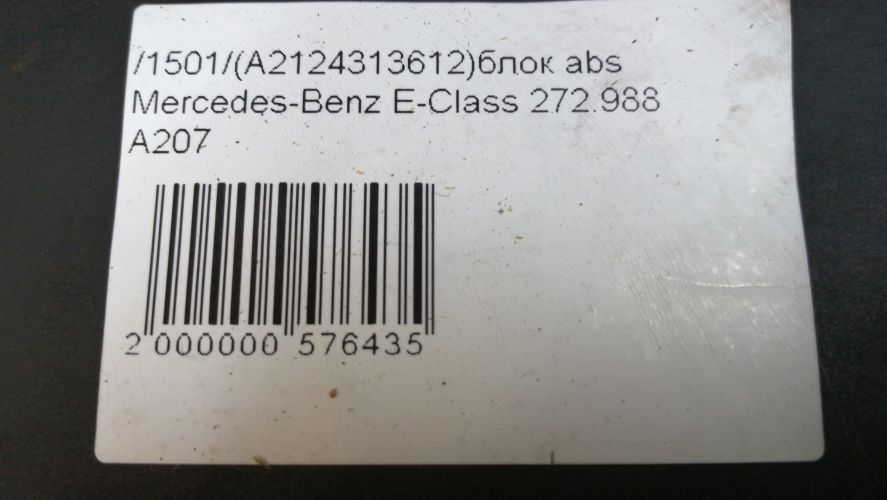 /1501/(A2124313612)блок abs
Mercedes-Benz E-Class 272.988
A207
2 000000 576435